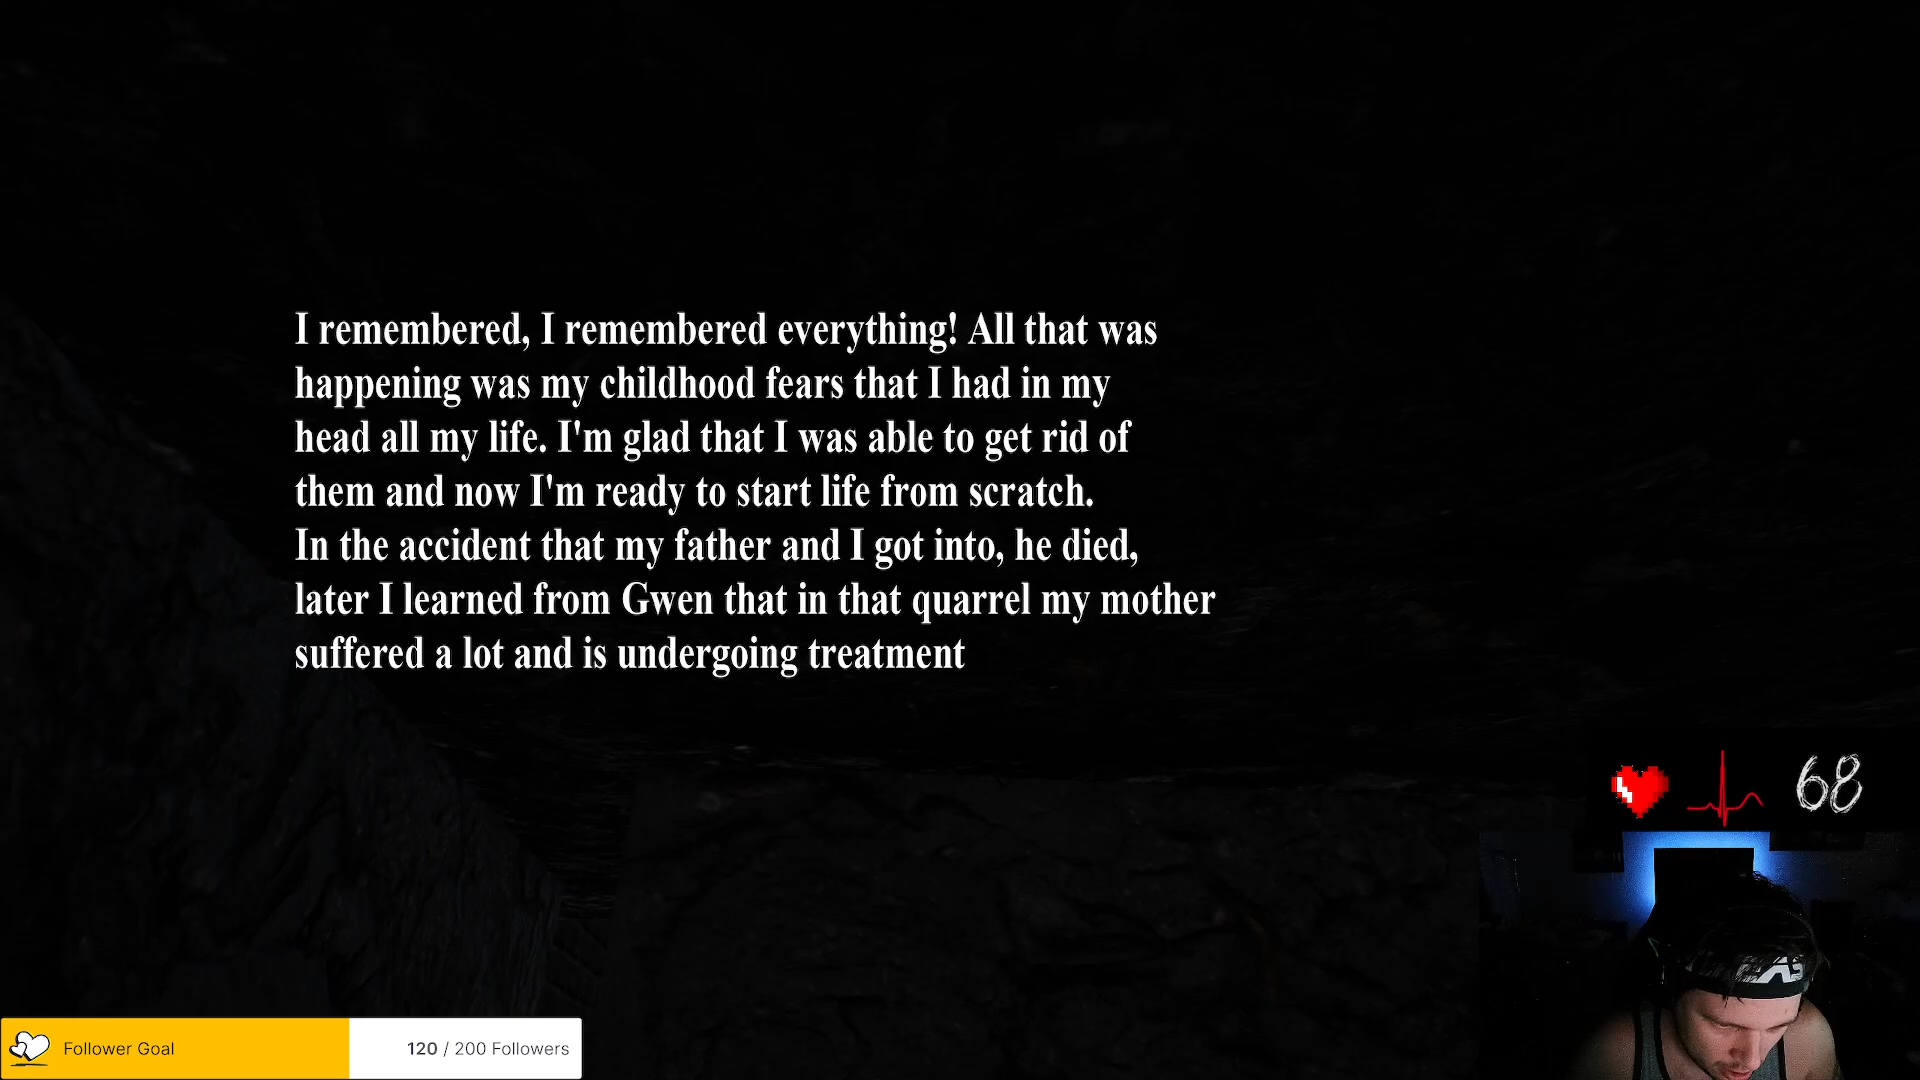 I remembered, I remembered everything! All that was
happening was my childhood fears that I had in my
head all my life. I'm glad that I was able to get rid of
them and now I'm ready to start life from scratch.
In the accident that my father and I got into, he died,
later I learned from Gwen that in that quarrel my mother
suffered a lot and is undergoing treatment
68
Follower Goal
120 / 200 Followers